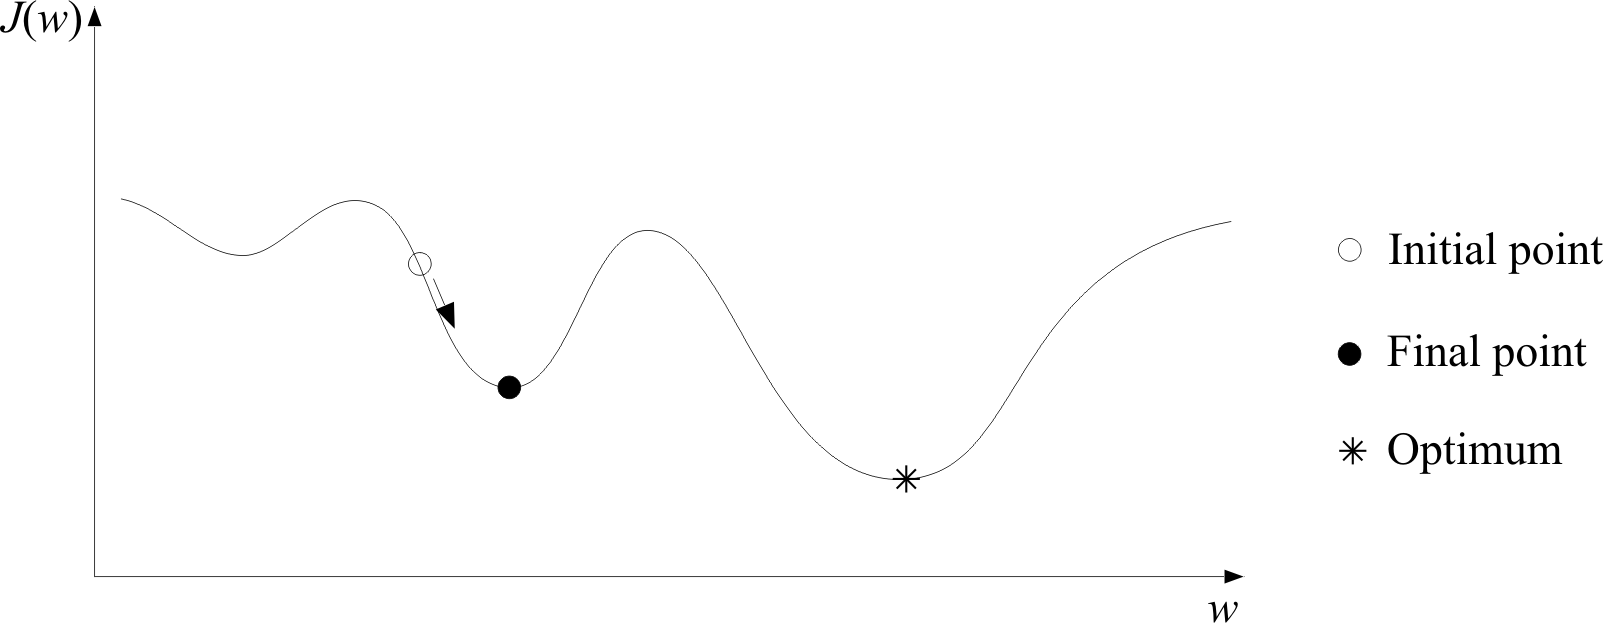 J(w)
Initial point
Final point
Optimum
w